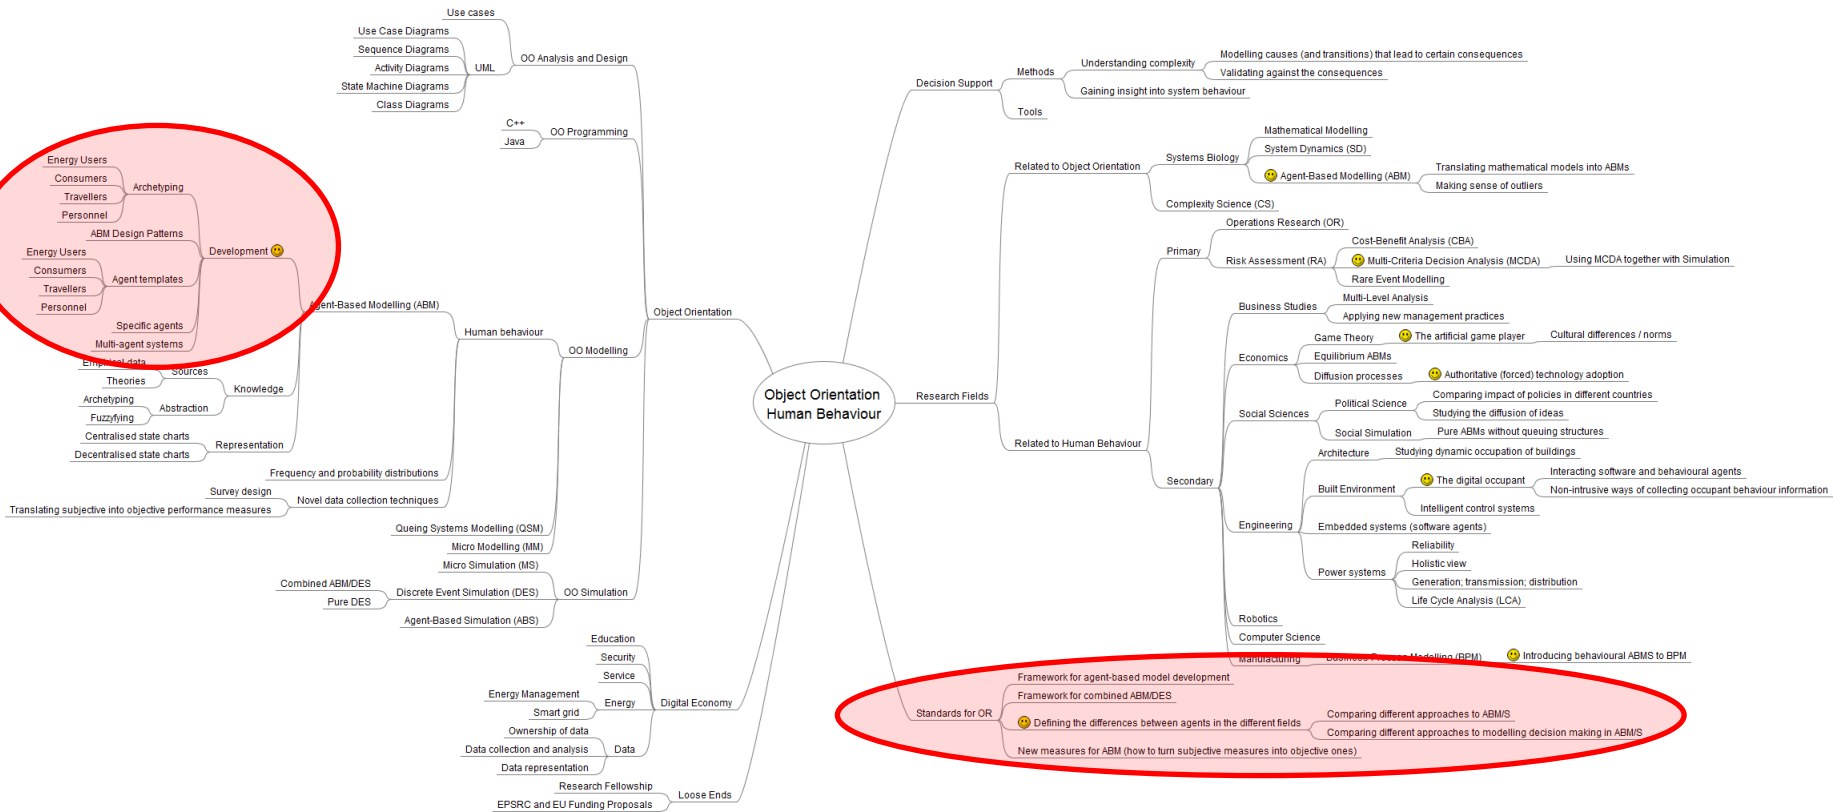 Object Orientation
Human Behaviour
Use cases
Use Case Diagrams
Sequence Diagrams
Activity Diagrams
State Machine Diagrams
Class Diagrams
UML
OO Analysis and Design
C++
Java
OO Programming
Energy Users
Consumers
Travellers
Personnel
Archetyping
ABM Design Patterns
Energy Users
Consumers
Travellers
Personnel
Agent templates
Specific agents
Multi-agent systems
Development
Empirical data
Theories
Sources
Archetyping
Fuzzyfying
Abstraction
Knowledge
Centralised state charts
Decentralised state charts
Representation
Agent-Based Modelling (ABM)
Frequency and probability distributions
Survey design
Translating subjective into objective performance measures
Novel data collection techniques
Human behaviour
Queing Systems Modelling (QSM)
Micro Modelling (MM)
OO Modelling
Object Orientation
Micro Simulation (MS)
Combined ABM/DES
Pure DES
Discrete Event Simulation (DES)
Agent-Based Simulation (ABS)
OO Simulation
Education
Security
Service
Energy Management
Smart grid
Energy
Ownership of data
Data collection and analysis
Data representation
Data
Digital Economy
Research Fellowship
EPSRC and EU Funding Proposals
Loose Ends
Decision Support
Methods
Understanding complexity
Modelling causes (and transitions) that lead to certain consequences
Validating against the consequences
Gaining insight into system behaviour
Tools
Research Fields
Related to Object Orientation
Systems Biology
Mathematical Modelling
System Dynamics (SD)
Agent-Based Modelling (ABM)
Translating mathematical models into ABMs
Making sense of outliers
Complexity Science (CS)
Related to Human Behaviour
Primary
Operations Research (OR)
Risk Assessment (RA)
Cost-Benefit Analysis (CBA)
Multi-Criteria Decision Analysis (MCDA)
Using MCDA together with Simulation
Rare Event Modelling
Secondary
Business Studies
Multi-Level Analysis
Applying new management practices
Economics
Game Theory
The artificial game player
Cultural differences / norms
Equilibrium ABMs
Diffusion processes
Authoritative (forced) technology adoption
Social Sciences
Political Science
Comparing impact of policies in different countries
Studying the diffusion of ideas
Social Simulation
Pure ABMs without queuing structures
Engineering
Architecture
Studying dynamic occupation of buildings
Built Environment
The digital occupant
Interacting software and behavioural agents
Non-intrusive ways of collecting occupant behaviour information
Intelligent control systems
Embedded systems (software agents)
Power systems
Reliability
Holistic view
Generation; transmission; distribution
Life Cycle Analysis (LCA)
Robotics
Computer Science
Manufacturing
Business Process Modelling (BPM)
Introducing behavioural ABMS to BPM
Standards for OR
Framework for agent-based model development
Framework for combined ABM/DES
Defining the differences between agents in the different fields
Comparing different approaches to ABM/S
Comparing different approaches to modelling decision making in ABM/S
New measures for ABM (how to turn subjective measures into objective ones)